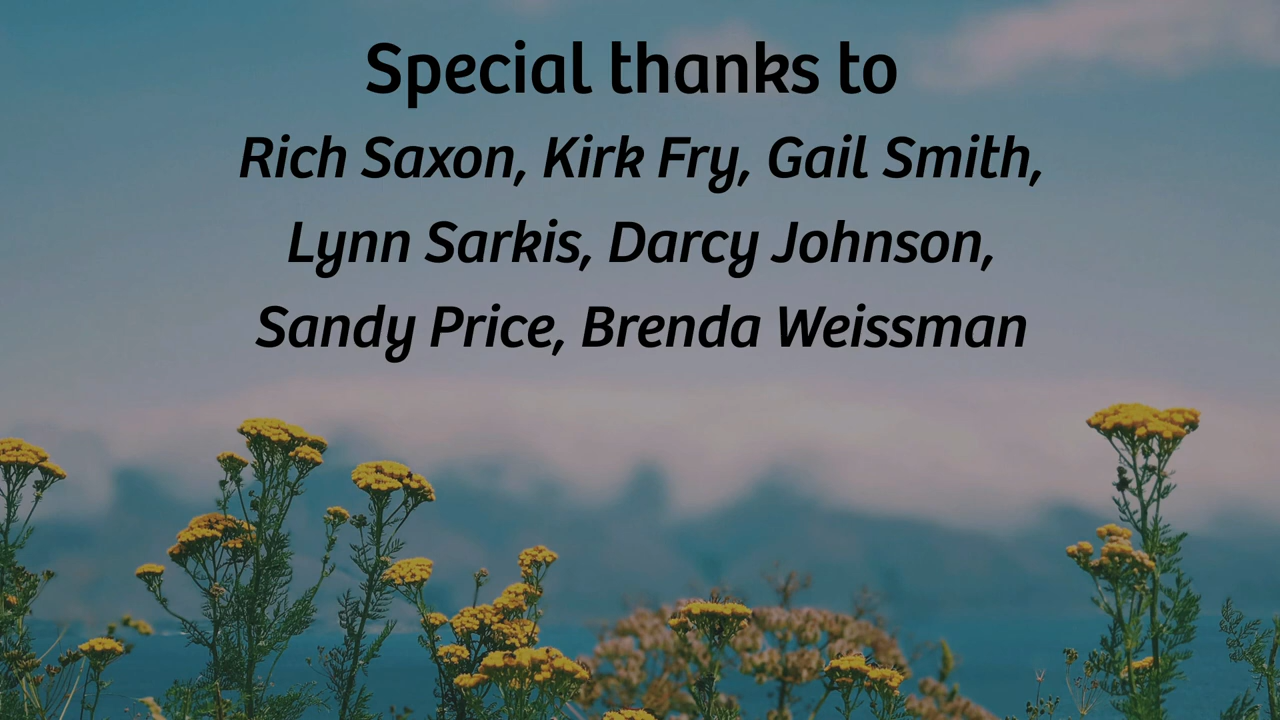 Special thanks to
Rich Saxon, Kirk Fry, Gail Smith,
Lynn Sarkis, Darcy Johnson,
Sandy Price, Brenda Weissman